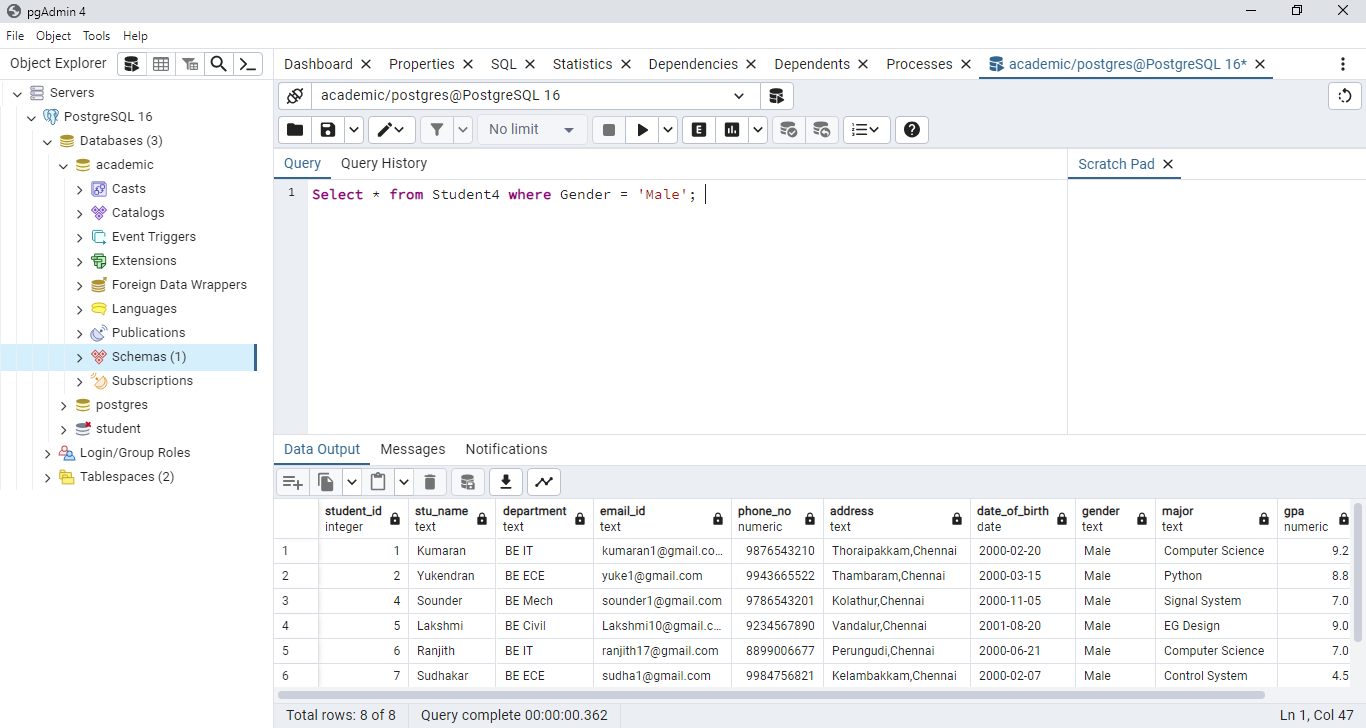 pgAdmin 4
File Object Tools Help
Object Explorer
Dashboard Properties SQL Statistics Dependencies Dependents Processes academic/postgres@PostgreSQL 16*
Servers
PostgreSQL 16
Databases (3)
academic
Casts
Catalogs
Event Triggers
Extensions
Foreign Data Wrappers
Languages
Publications
Schemas (1)
Subscriptions
postgres
student
Login/Group Roles
Tablespaces (2)
academic/postgres@PostgreSQL 16
No limit
E
Query Query History
Scratch Pad
1 Select * from Student4 where Gender = 'Male';
Data Output Messages Notifications
student_id stu_name department email_id phone_no address date_of_birth gender major gpa
integer text text text numeric text date text text numeric
1 1 Kumaran BE IT kumaran1@gmail.co... 9876543210 Thoraipakkam,Chennai 2000-02-20 Male Computer Science 9.2
2 2 Yukendran BE ECE yuke1@gmail.com 9943665522 Thambaram,Chennai 2000-03-15 Male Python 8.8
3 4 Sounder BE Mech sounder1@gmail.com 9786543201 Kolathur,Chennai 2000-11-05 Male Signal System 7.0
4 5 Lakshmi BE Civil Lakshmi10@gmail.c... 9234567890 Vandalur,Chennai 2001-08-20 Male EG Design 9.0
5 6 Ranjith BE IT ranjith17@gmail.com 8899006677 Perungudi,Chennai 2000-06-21 Male Computer Science 7.0
6 7 Sudhakar BE ECE sudha1@gmail.com 9984756821 Kelambakkam,Chennai 2000-02-07 Male Control System 4.5
Total rows: 8 of 8 Query complete 00:00:00.362 Ln 1, Col 47